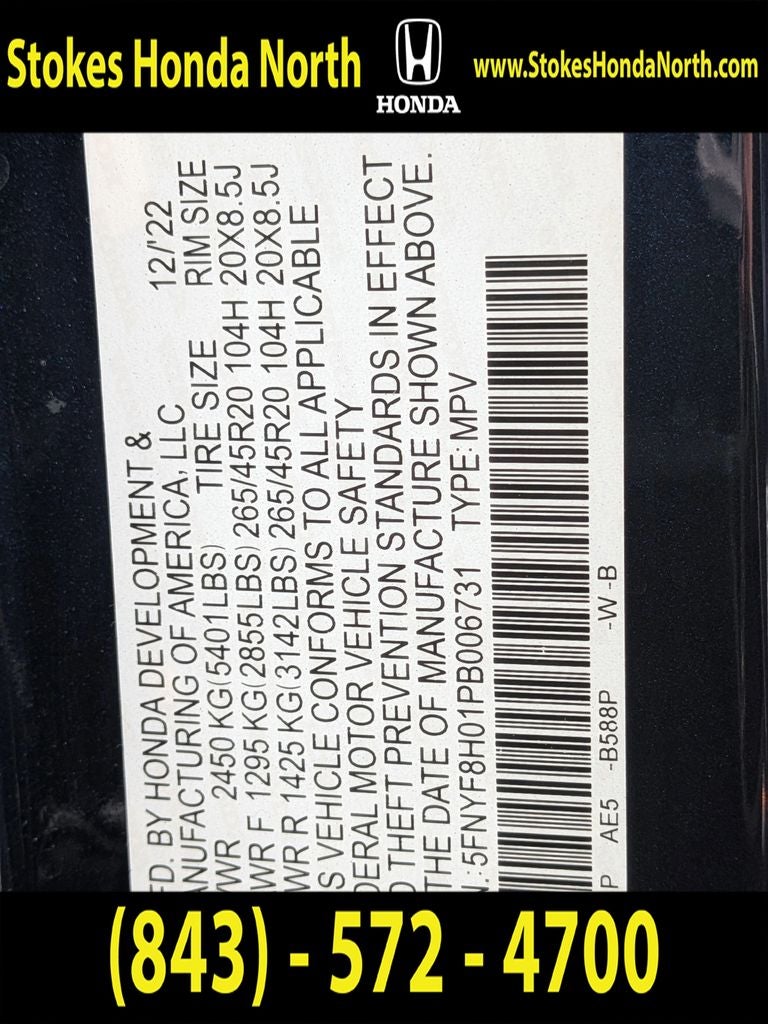 Stokes Honda North
HONDA
www.StokesHondaNorth.com
FD. BY HONDA DEVELOPMENT &
ANUFACTURING OF AMERICA, LLC 12/'22
VWR 2450 KG(5401LBS) TIRE SIZE RIM SIZE
WR F 1295 KG(2855LBS) 265/45R20 104H 20X8.5J
WR R 1425 KG(3142LBS) 265/45R20 104H 20X8.5J
S VEHICLE CONFORMS TO ALL APPLICABLE
DERAL MOTOR VEHICLE SAFETY
D THEFT PREVENTION STANDARDS IN EFFECT
THE DATE OF MANUFACTURE SHOWN ABOVE.
N.:5FNYF8H01PB006731 TYPE:MPV
P AE5 -B588P -W -B
(843) - 572 - 4700